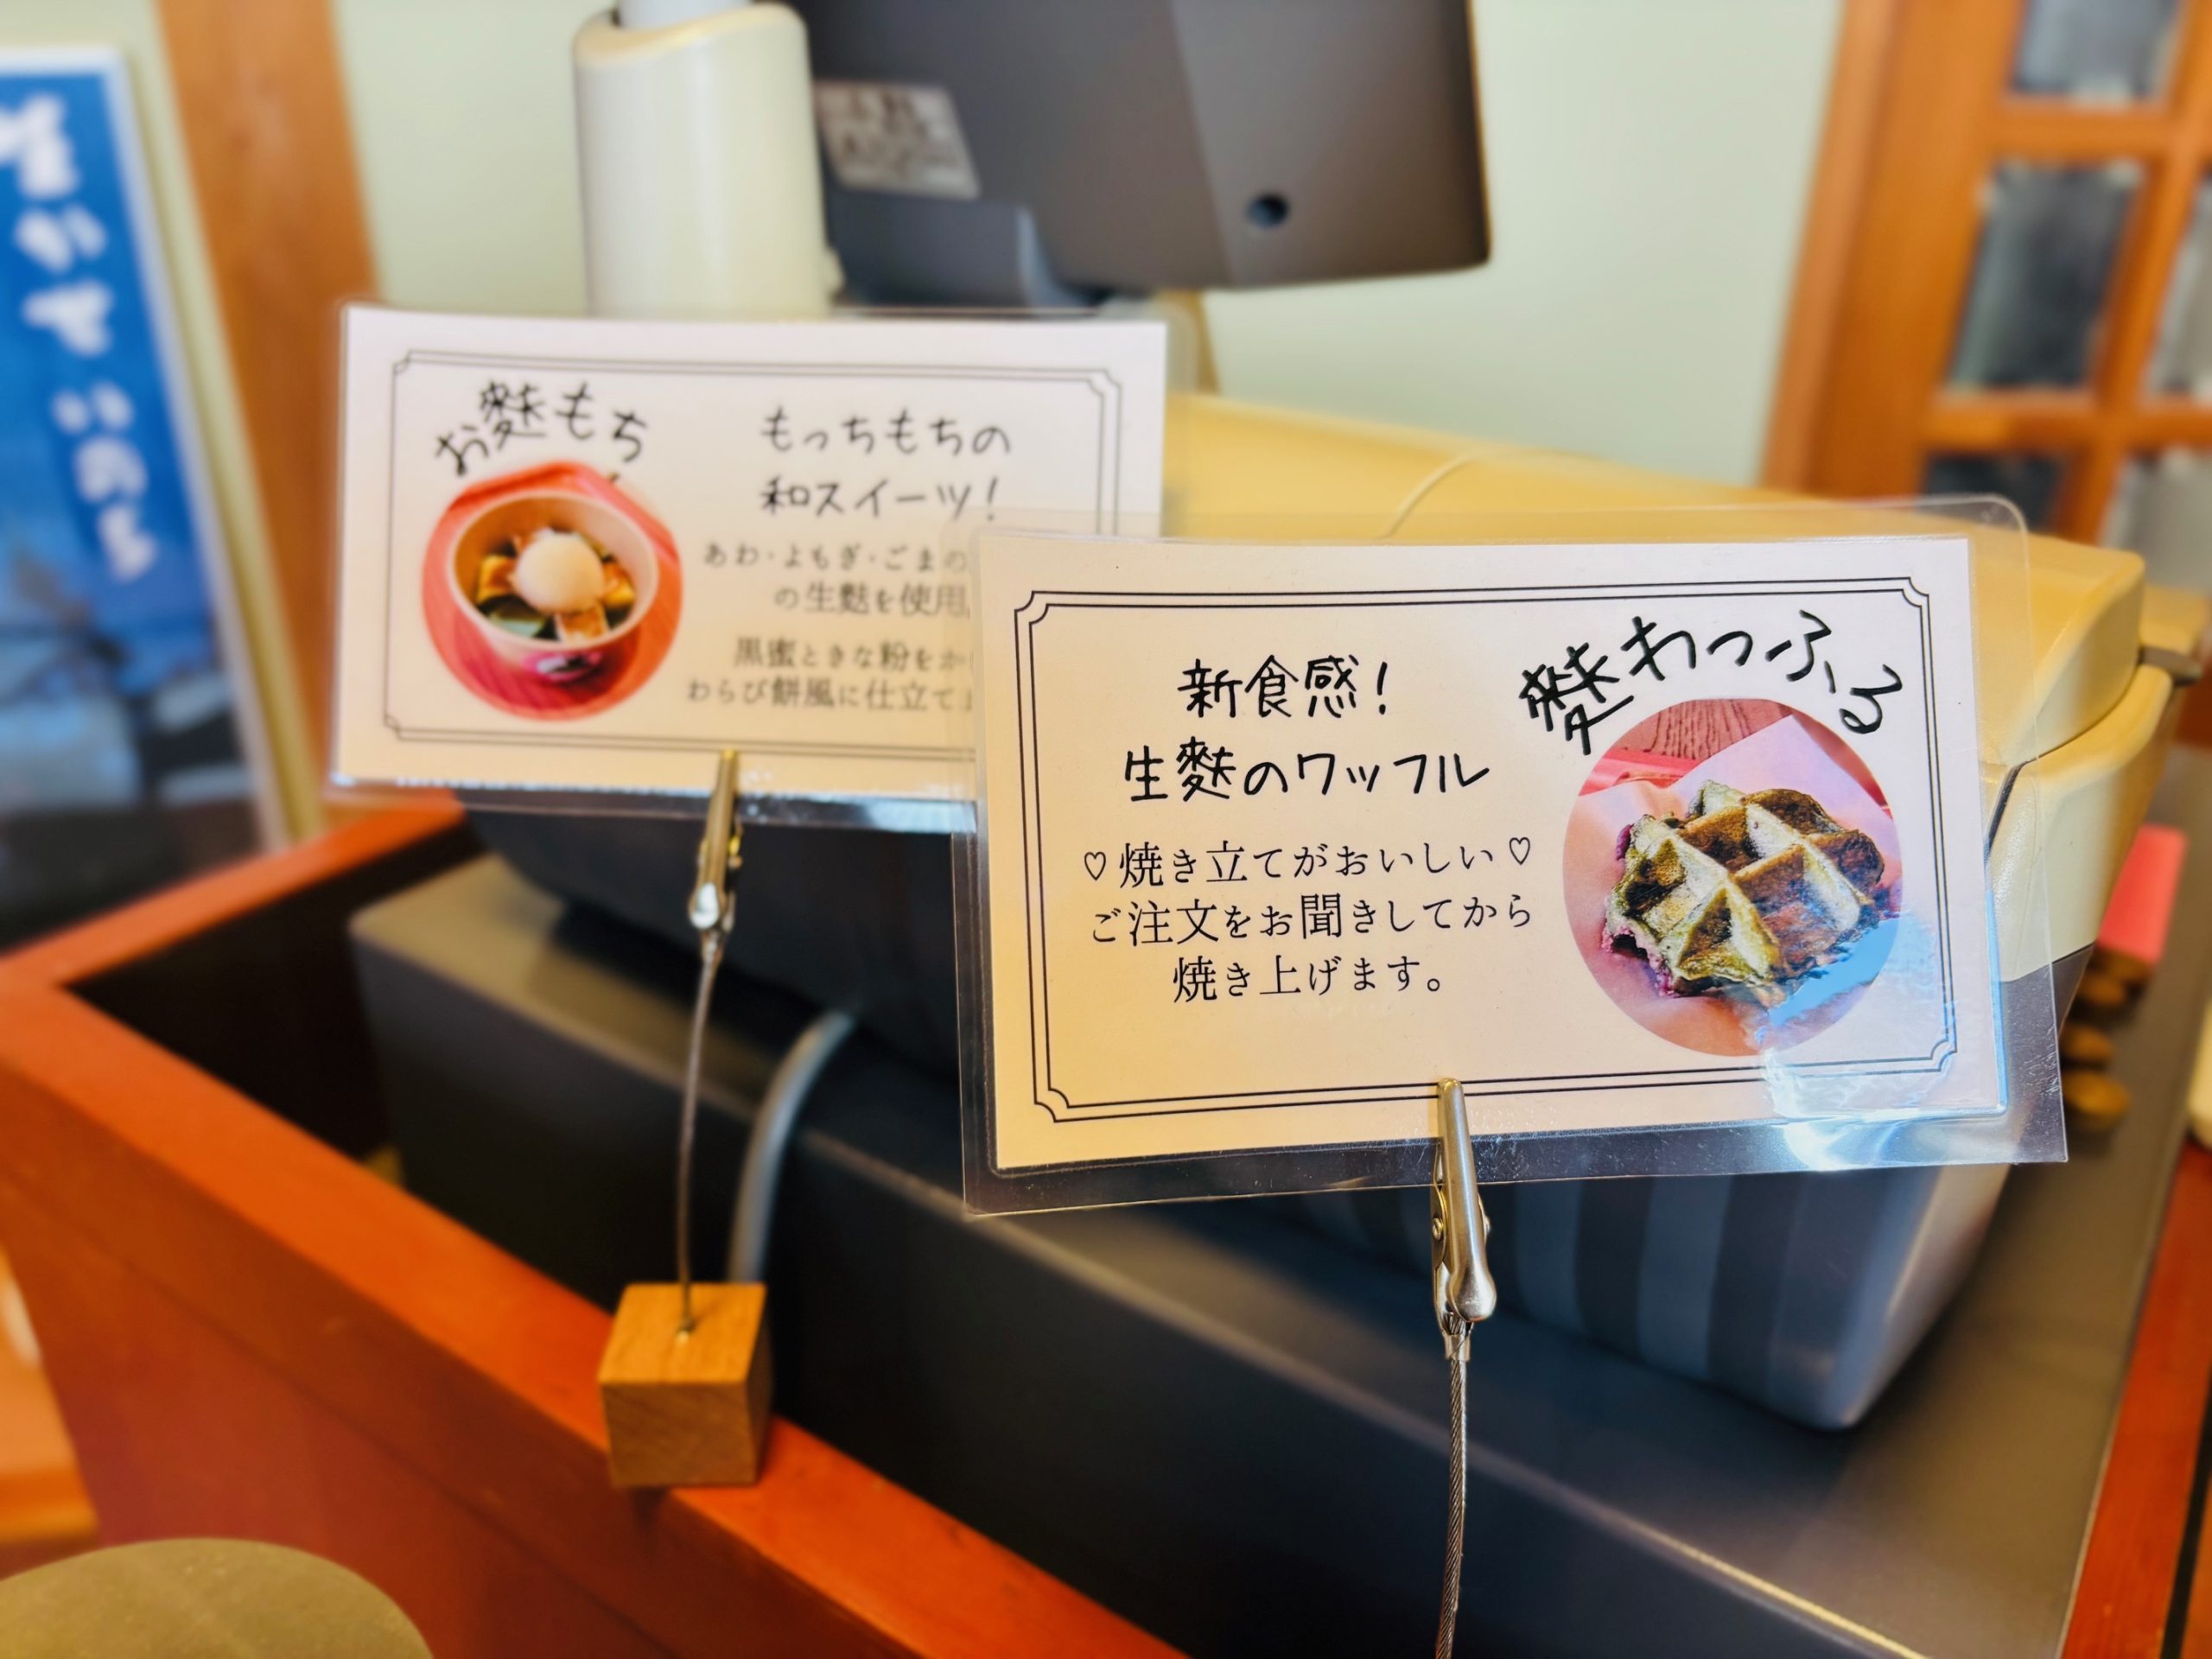 お麩もち
もっちもちの
和スイーツ！
あわ・よもぎ・ごまの
の生麩を使用
黒蜜ときな粉をか
わらび餅風に仕立て
麩わっふる
新食感！
生麩のワッフル
♡焼き立てがおいしい♡
ご注文をお聞きしてから
焼き上げます。